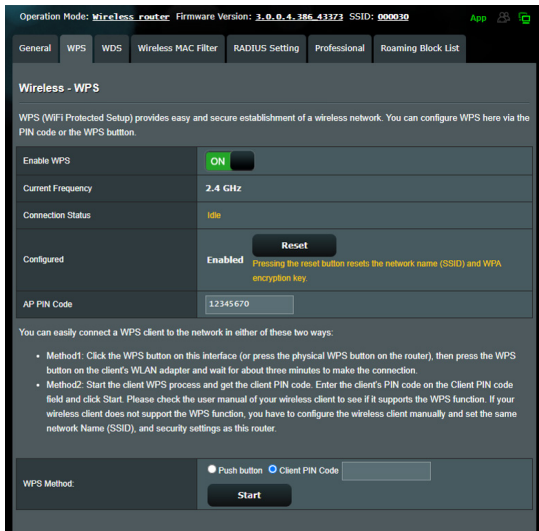 Operation Mode: Wireless router Firmware Version: 3.0.0.4.386_43373 SSID: 000030 App
General WPS WDS Wireless MAC Filter RADIUS Setting Professional Roaming Block List
Wireless - WPS
WPS (WiFi Protected Setup) provides easy and secure establishment of a wireless network. You can configure WPS here via the
PIN code or the WPS buttton.
Enable WPS ON
Current Frequency 2.4 GHz
Connection Status Idle
Configured Enabled Reset
Pressing the reset button resets the network name (SSID) and WPA
encryption key.
AP PIN Code 12345670
You can easily connect a WPS client to the network in either of these two ways:
• Method1: Click the WPS button on this interface (or press the physical WPS button on the router), then press the WPS
button on the client's WLAN adapter and wait for about three minutes to make the connection.
• Method2: Start the client WPS process and get the client PIN code. Enter the client's PIN code on the Client PIN code
field and click Start. Please check the user manual of your wireless client to see if it supports the WPS function. If your
wireless client does not support the WPS function, you have to configure the wireless client manually and set the same
network Name (SSID), and security settings as this router.
WPS Method: Push button Client PIN Code
Start